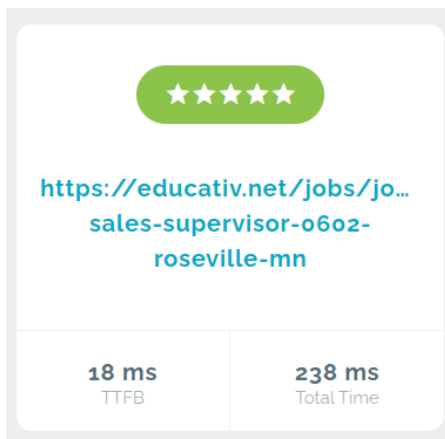 https://educativ.net/jobs/jo...
sales-supervisor-0602-
roseville-mn
18 ms
238 ms
TTFB
Total Time